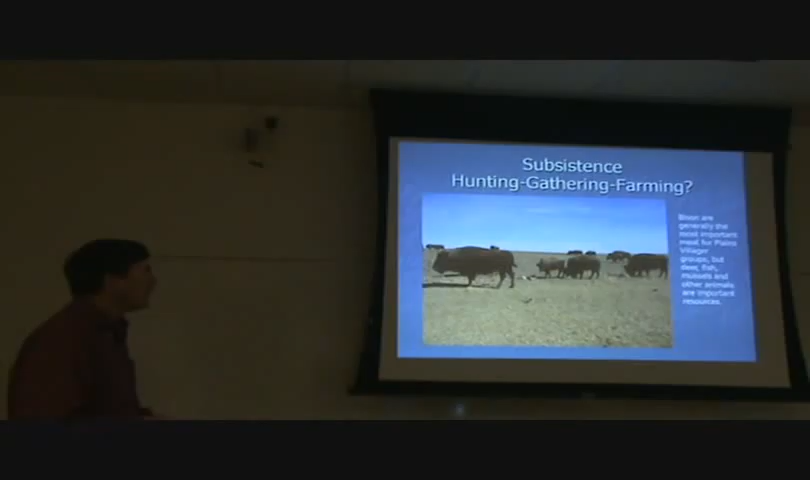 Subsistence
Hunting-Gathering-Farming?
Bison are
generally the
most important
meal for Plains
Villager
groups, but
deer, fish,
mussels and
other animals
are important
resources.